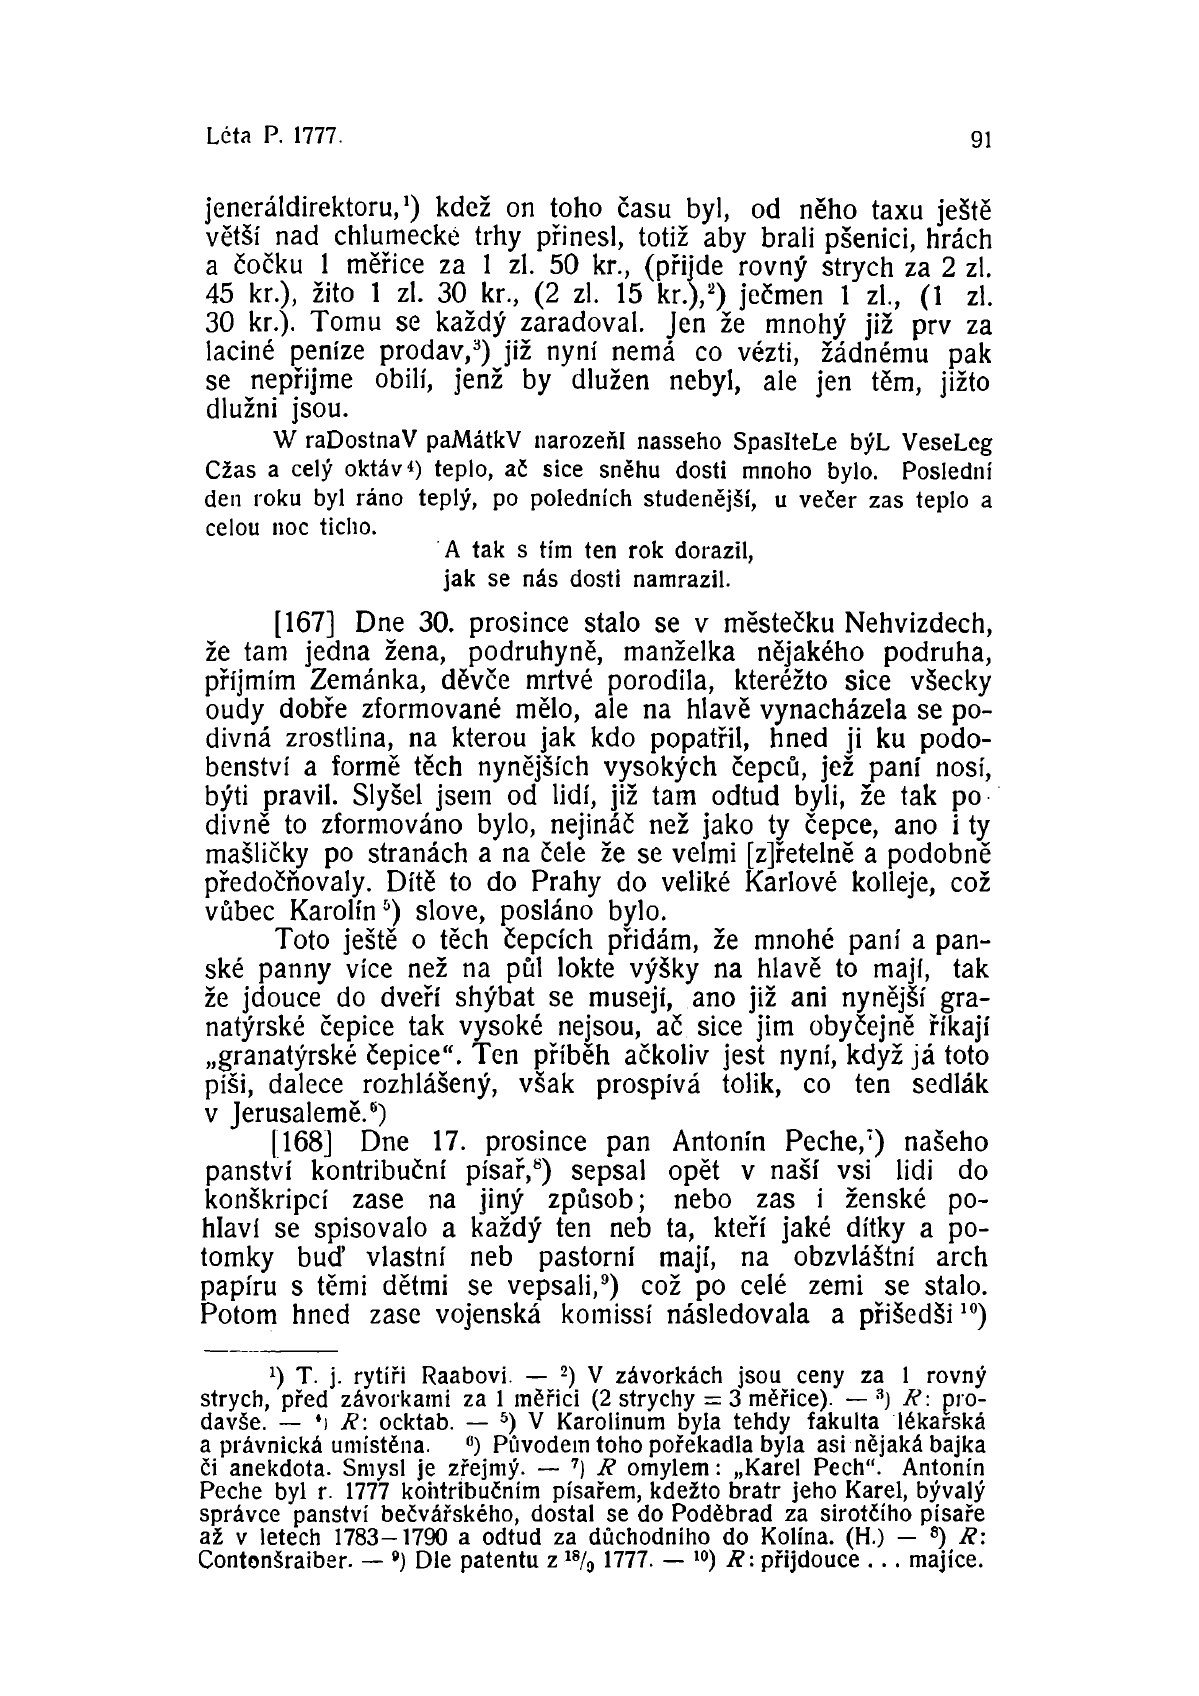 Léta P. 1777. 91
jeneráldirektoru,¹) kdež on toho času byl, od něho taxu ještě
větší nad chlumecké trhy přinesl, totiž aby brali pšenici, hrách
a čočku 1 měřice za 1 zl. 50 kr., (přijde rovný strych za 2 zl.
45 kr.), žito 1 zl. 30 kr., (2 zl. 15 kr.),²) ječmen 1 zl., (1 zl.
30 kr.). Tomu se každý zaradoval. Jen že mnohý již prv za
laciné peníze prodav,³) již nyní nemá co vézti, žádnému pak
se nepřijme obilí, jenž by dlužen nebyl, ale jen těm, jižto
dlužni jsou.
W raDostnaV paMátkV narozeňI nasseho SpasIteLe býL VeseLeg
Cžas a celý oktáv⁴) teplo, ač sice sněhu dosti mnoho bylo. Poslední
den roku byl ráno teplý, po poledních studenější, u večer zas teplo a
celou noc ticho.
A tak s tím ten rok dorazil,
jak se nás dosti namrazil.
[167] Dne 30. prosince stalo se v městečku Nehvizdech,
že tam jedna žena, podruhyně, manželka nějakého podruha,
příjmím Zemánka, děvče mrtvé porodila, kteréžto sice všecky
oudy dobře zformované mělo, ale na hlavě vynacházela se po-
divná zrostlina, na kterou jak kdo popatřil, hned ji ku podo-
benství a formě těch nynějších vysokých čepců, jež paní nosí,
býti pravil. Slyšel jsem od lidí, již tam odtud byli, že tak po-
divně to zformováno bylo, nejináč než jako ty čepce, ano i ty
mašličky po stranách a na čele že se velmi [z]řetelně a podobně
předočňovaly. Dítě to do Prahy do veliké Karlové kolleje, což
vůbec Karolín⁵) slove, posláno bylo.
Toto ještě o těch čepcích přidám, že mnohé paní a pan-
ské panny více než na půl lokte výšky na hlavě to mají, tak
že jdouce do dveří shýbat se musejí, ano již ani nynější gra-
natýrské čepice tak vysoké nejsou, ač sice jim obyčejně říkají
„granatýrské čepice“. Ten příběh ačkoliv jest nyní, když já toto
píši, dalece rozhlášený, však prospívá tolik, co ten sedlák
v Jerusalemě.⁶)
[168] Dne 17. prosince pan Antonín Peche,⁷) našeho
panství kontribuční písař,⁸) sepsal opět v naší vsi lidi do
konškripcí zase na jiný způsob; nebo zas i ženské po-
hlaví se spisovalo a každý ten neb ta, kteří jaké dítky a po-
tomky buď vlastní neb pastorní mají, na obzvláštní arch
papíru s těmi dětmi se vepsali,⁹) což po celé zemi se stalo.
Potom hned zase vojenská komissí následovala a přišedši¹⁰)
¹) T. j. rytíři Raabovi. — ²) V závorkách jsou ceny za 1 rovný
strych, před závorkami za 1 měřici (2 strychy = 3 měřice). — ³) R: pro-
davše. — ⁴) R: ocktab. — ⁵) V Karolinum byla tehdy fakulta lékařská
a právnická umístěna. ⁶) Původem toho pořekadla byla asi nějaká bajka
či anekdota. Smysl je zřejmý. — ⁷) R omylem: „Karel Pech“. Antonín
Peche byl r. 1777 kontribučním písařem, kdežto bratr jeho Karel, bývalý
správce panství bečvářského, dostal se do Poděbrad za sirotčího písaře
až v letech 1783—1790 a odtud za důchodního do Kolína. (H.) — ⁸) R:
Contonšraiber. — ⁹) Dle patentu z ¹⁸/₉ 1777. — ¹⁰) R: přijdouce . . . majíce.